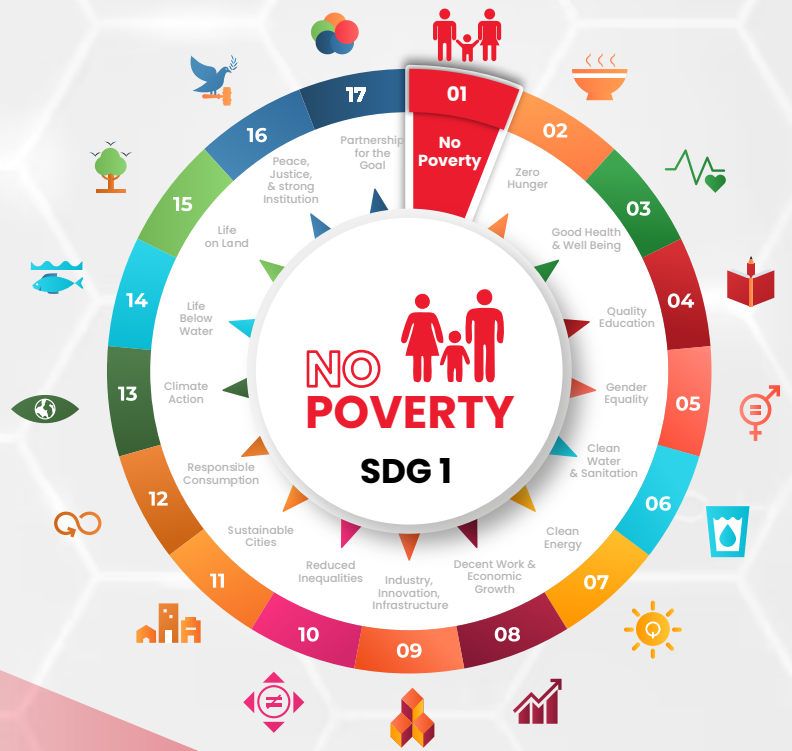 01
No
Poverty
02
Zero
Hunger
03
Good Health
& Well Being
04
Quality
Education
05
Gender
Equality
06
Clean
Water
& Sanitation
07
Clean
Energy
08
Decent Work &
Economic
Growth
09
Industry,
Innovation,
Infrastructure
10
Reduced
Inequalities
11
Sustainable
Cities
12
Responsible
Consumption
13
Climate
Action
14
Life
Below
Water
15
Life
on Land
16
Peace,
Justice,
& strong
Institution
17
Partnership
for the
Goal
NO
POVERTY
SDG 1